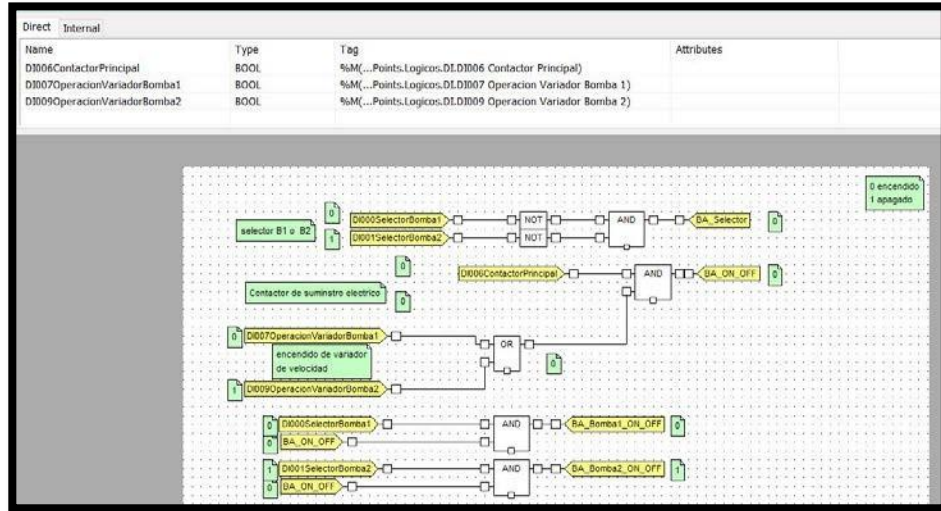 Direct Internal
Name Type Tag Attributes
DI006ContactorPrincipal BOOL %M(...Points.Logicos.DI.DI006 Contactor Principal)
DI007OperacionVariadorBomba1 BOOL %M(...Points.Logicos.DI.DI007 Operacion Variador Bomba 1)
DI009OperacionVariadorBomba2 BOOL %M(...Points.Logicos.DI.DI009 Operacion Variador Bomba 2)
0 encendido
1 apagado
0
DI000SelectorBomba1 NOT AND BA_Selector 0
selector B1 o B2
1 DI001SelectorBomba2 NOT
0
DI006ContactorPrincipal AND BA_ON_OFF 0
Contactor de suminstro electrico
0
0 DI007OperacionVariadorBomba1
OR
encendido de variador
de velocidad
0
1 DI009OperacionVariadorBomba2
0 DI000SelectorBomba1 AND BA_Bomba1_ON_OFF 0
0 BA_ON_OFF
1 DI001SelectorBomba2 AND BA_Bomba2_ON_OFF 1
0 BA_ON_OFF